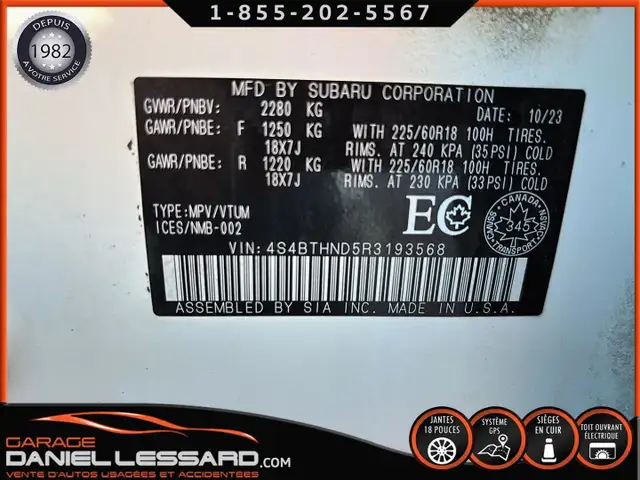 1-855-202-5567
DEPUIS
1982
À VOTRE SERVICE
MFD BY SUBARU CORPORATION
GVWR/PNBV: 2280 KG DATE: 10/23
GAWR/PNBE: F 1250 KG WITH 225/60R18 100H TIRES.
18X7J RIMS. AT 240 KPA (35PSI) COLD
GAWR/PNBE: R 1220 KG WITH 225/60R18 100H TIRES.
18X7J RIMS. AT 230 KPA (33PSI) COLD
TYPE: MPV/VTUM
ICES/NMB-002
EC
CANADA
345
CMVSS NSVAC
VIN: 4S4BTHND5R3193568
ASSEMBLED BY SIA INC. MADE IN U.S.A.
GARAGE
DANIEL LESSARD.COM
VENTE D'AUTOS USAGÉES ET ACCIDENTÉES
JANTES
18 POUCES
SYSTÈME
GPS
SIÈGES
EN CUIR
TOIT OUVRANT
ÉLECTRIQUE